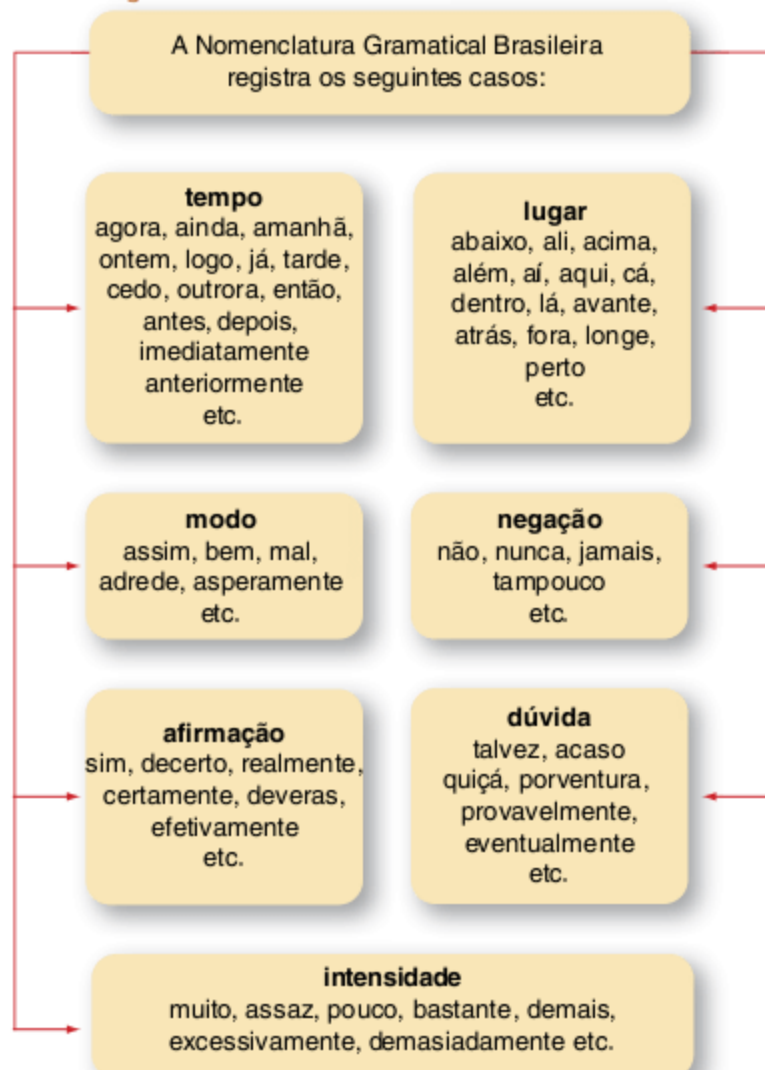 A Nomenclatura Gramatical Brasileira
registra os seguintes casos:
tempo
agora, ainda, amanhã,
ontem, logo, já, tarde,
cedo, outrora, então,
antes, depois,
imediatamente
anteriormente
etc.
lugar
abaixo, ali, acima,
além, aí, aqui, cá,
dentro, lá, avante,
atrás, fora, longe,
perto
etc.
modo
assim, bem, mal,
adrede, asperamente
etc.
negação
não, nunca, jamais,
tampouco
etc.
afirmação
sim, decerto, realmente,
certamente, deveras,
efetivamente
etc.
dúvida
talvez, acaso
quiçá, porventura,
provavelmente,
eventualmente
etc.
intensidade
muito, assaz, pouco, bastante, demais,
excessivamente, demasiadamente etc.